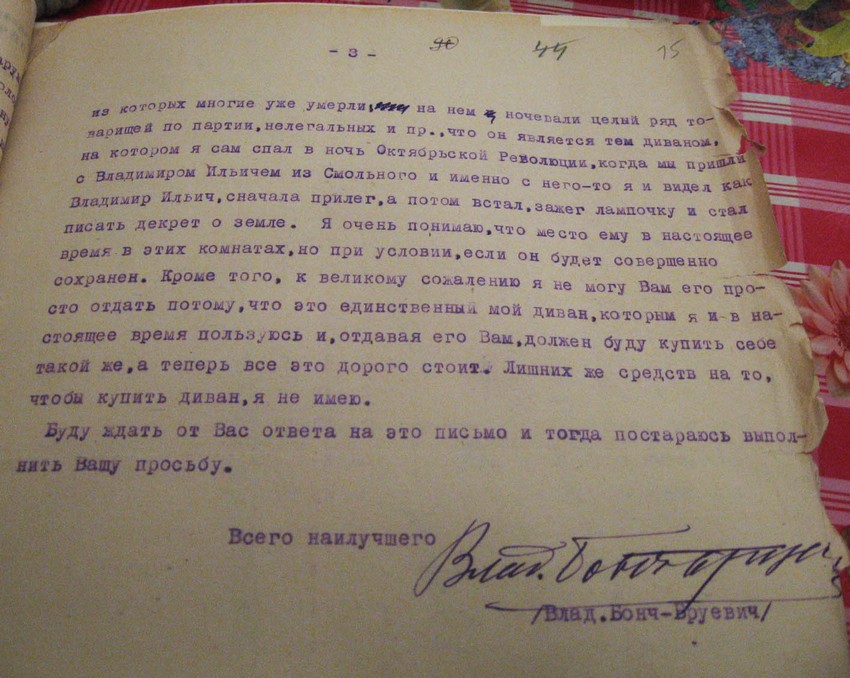 - 3 -
44
15
из которых многие уже умерли, на нем ночевали целый ряд то-
варищей по партии,нелегальных и пр.,что он является тем диваном,
на котором я сам спал в ночь Октябрьской Революции,когда мы пришли
с Владимиром Ильичем из Смольного и именно с него-то я и видел как
Владимир Ильич,сначала прилег,а потом встал,зажег лампочку и стал
писать декрет о земле. Я очень понимаю,что место ему в настоящее
время в этих комнатах,но при условии,если он будет совершенно
сохранен. Кроме того, к великому сожалению я не могу Вам его про-
сто отдать потому,что это единственный мой диван,которым я и в на-
стоящее время пользуюсь и,отдавая его Вам,должен буду купить себе
такой же,а теперь все это дорого стоит. Лишних же средств на то,
чтобы купить диван,я не имею.
Буду ждать от Вас ответа на это письмо и тогда постараюсь выпол-
нить Вашу просьбу.
Всего наилучшего
Влад. Бонч-Бруевич
/Влад.Бонч-Бруевич/